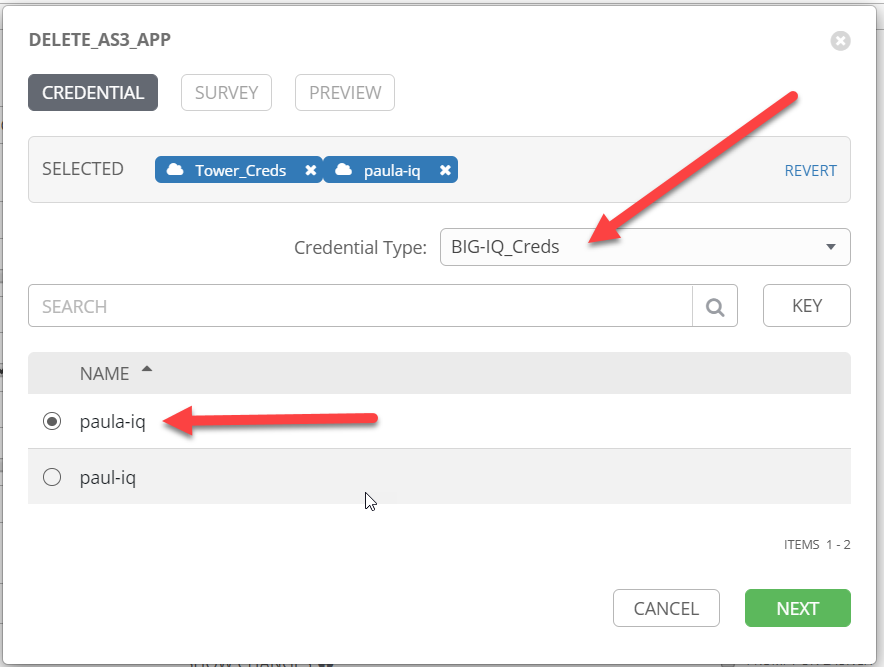 DELETE_AS3_APP
CREDENTIAL SURVEY PREVIEW
SELECTED Tower_Creds paula-iq REVERT
Credential Type: BIG-IQ_Creds
SEARCH KEY
NAME
paula-iq
paul-iq
ITEMS 1 - 2
CANCEL NEXT